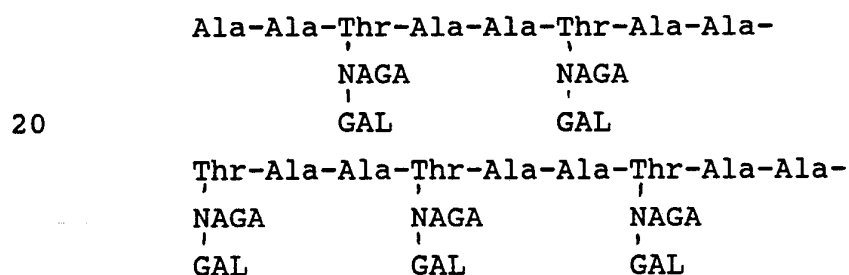 Ala-Ala-Thr-Ala-Ala-Thr-Ala-Ala-
NAGA NAGA
20 GAL GAL
Thr-Ala-Ala-Thr-Ala-Ala-Thr-Ala-Ala-
NAGA NAGA NAGA
GAL GAL GAL